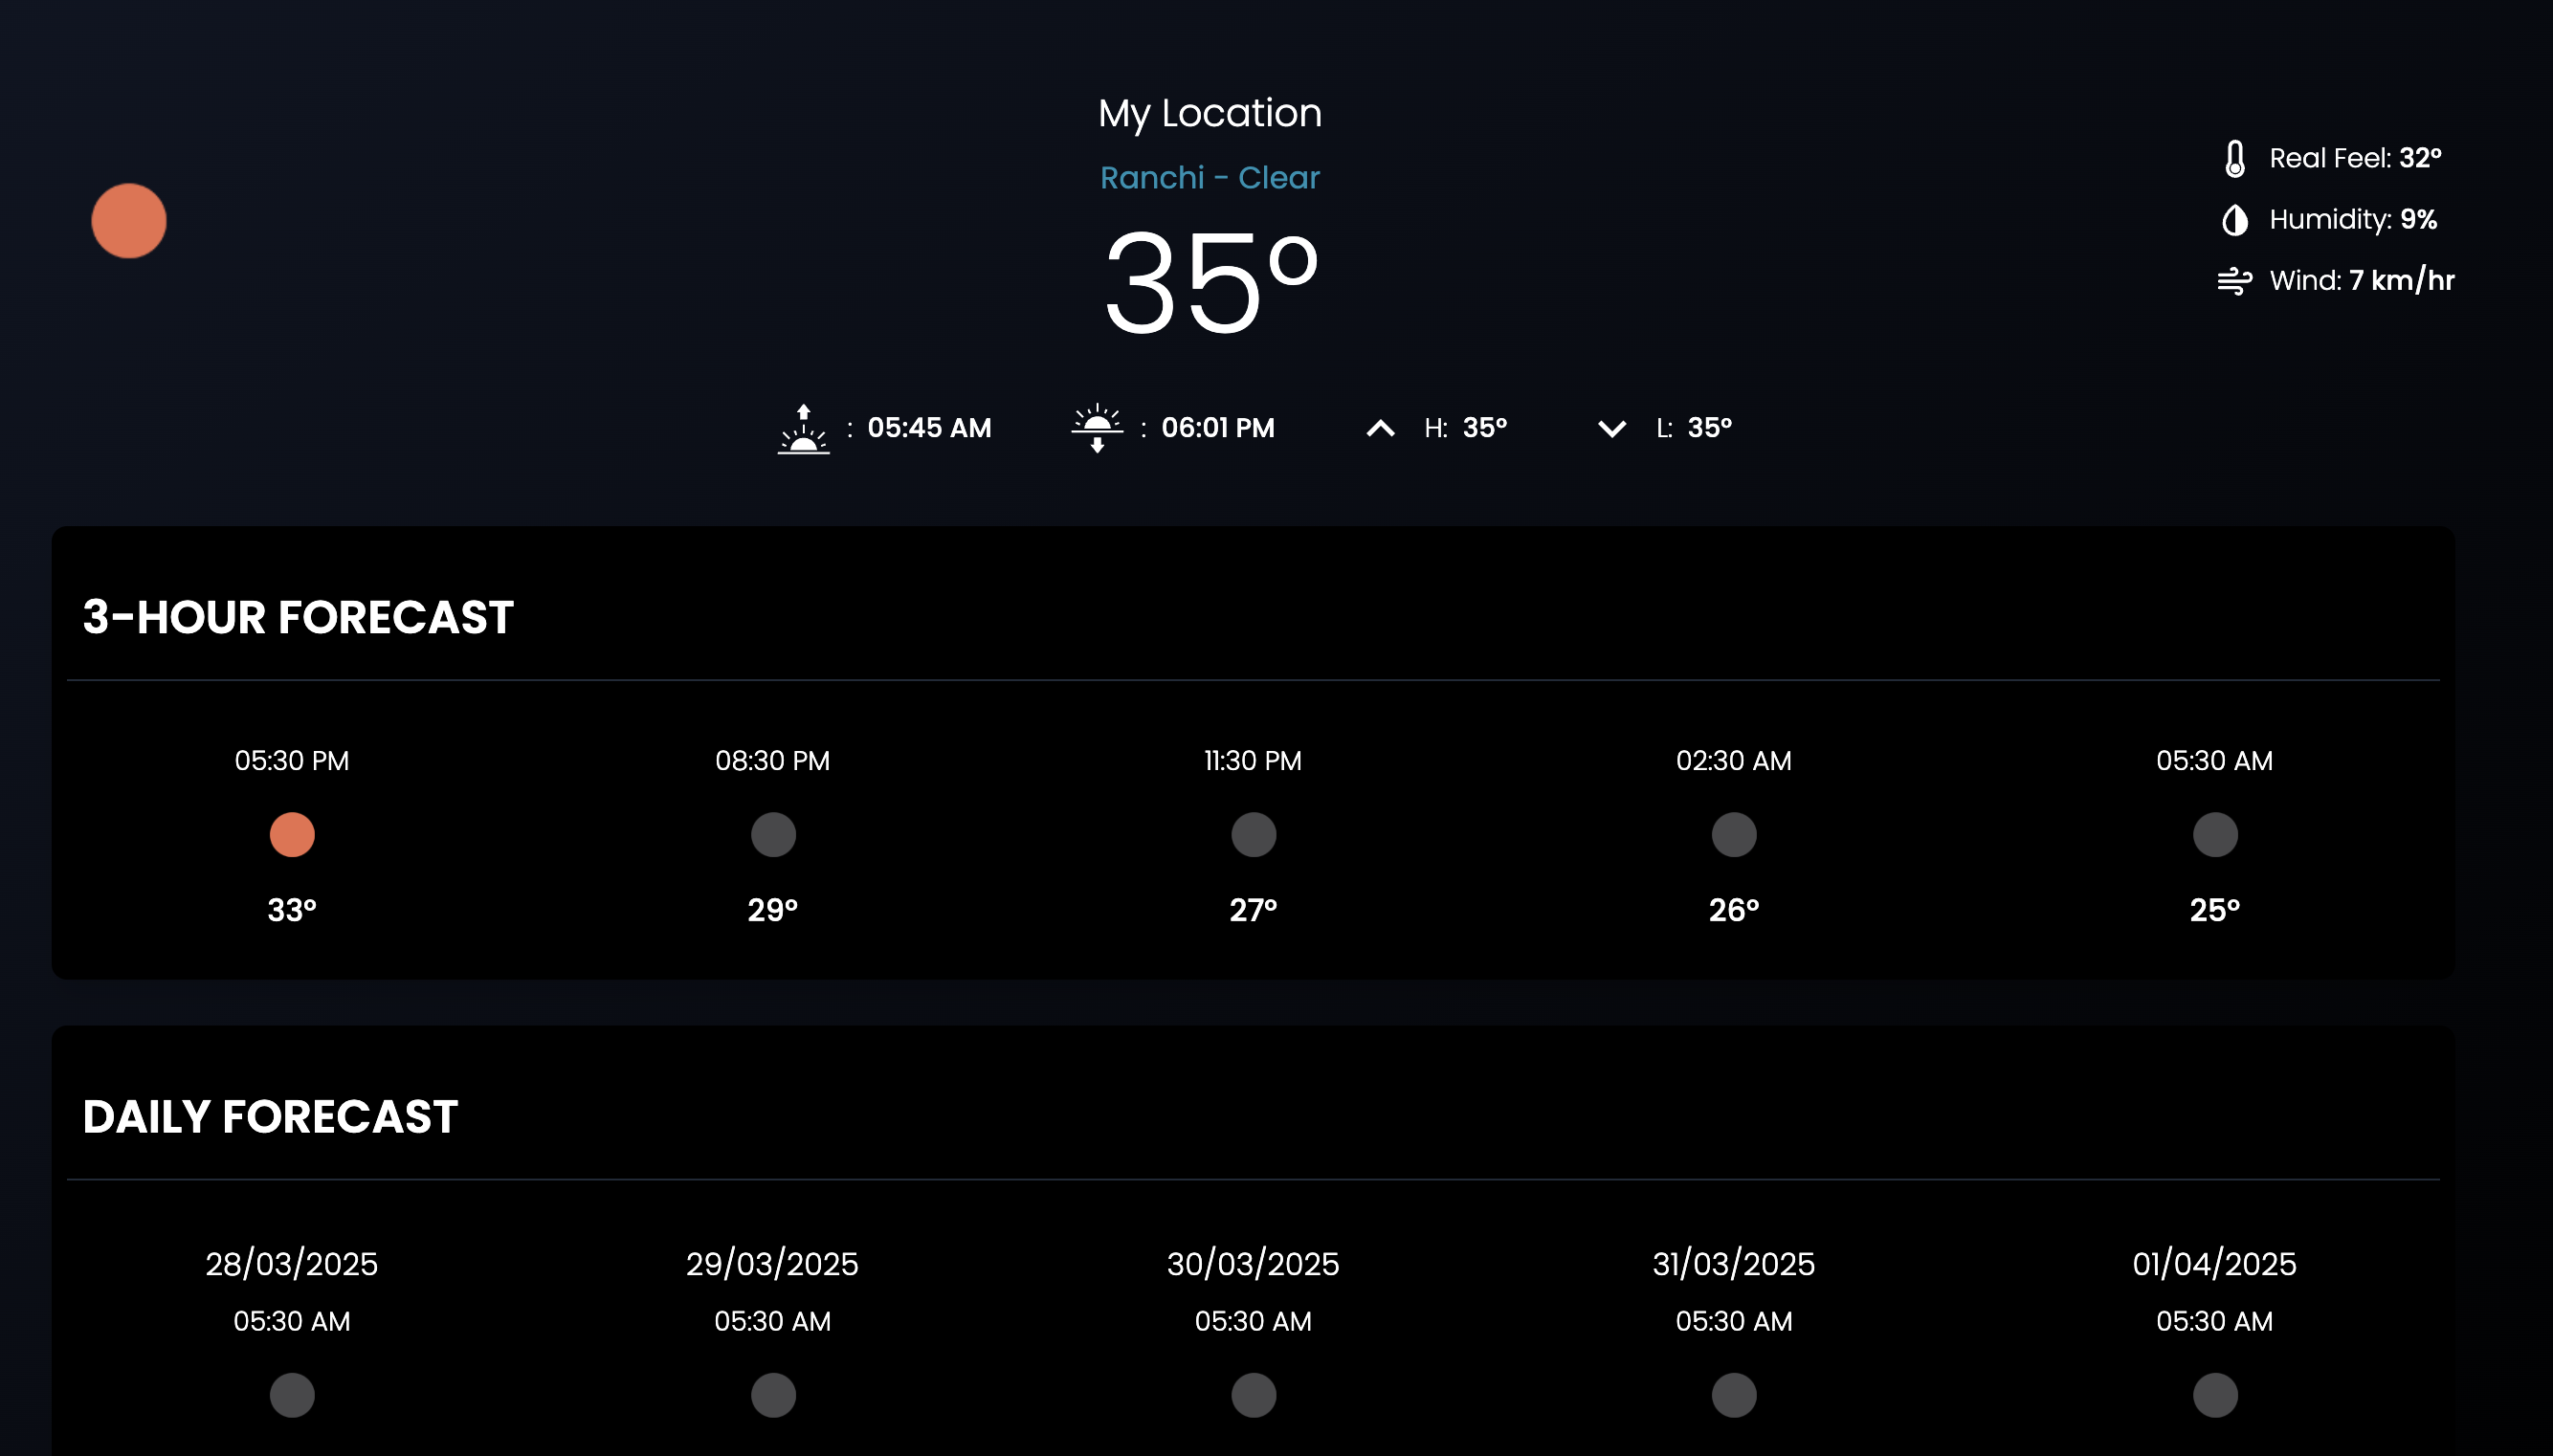 My Location
Ranchi - Clear
35°
Real Feel: 32°
Humidity: 9%
Wind: 7 km/hr
: 05:45 AM : 06:01 PM H: 35° L: 35°
3-HOUR FORECAST
05:30 PM 08:30 PM 11:30 PM 02:30 AM 05:30 AM
33° 29° 27° 26° 25°
DAILY FORECAST
28/03/2025 29/03/2025 30/03/2025 31/03/2025 01/04/2025
05:30 AM 05:30 AM 05:30 AM 05:30 AM 05:30 AM